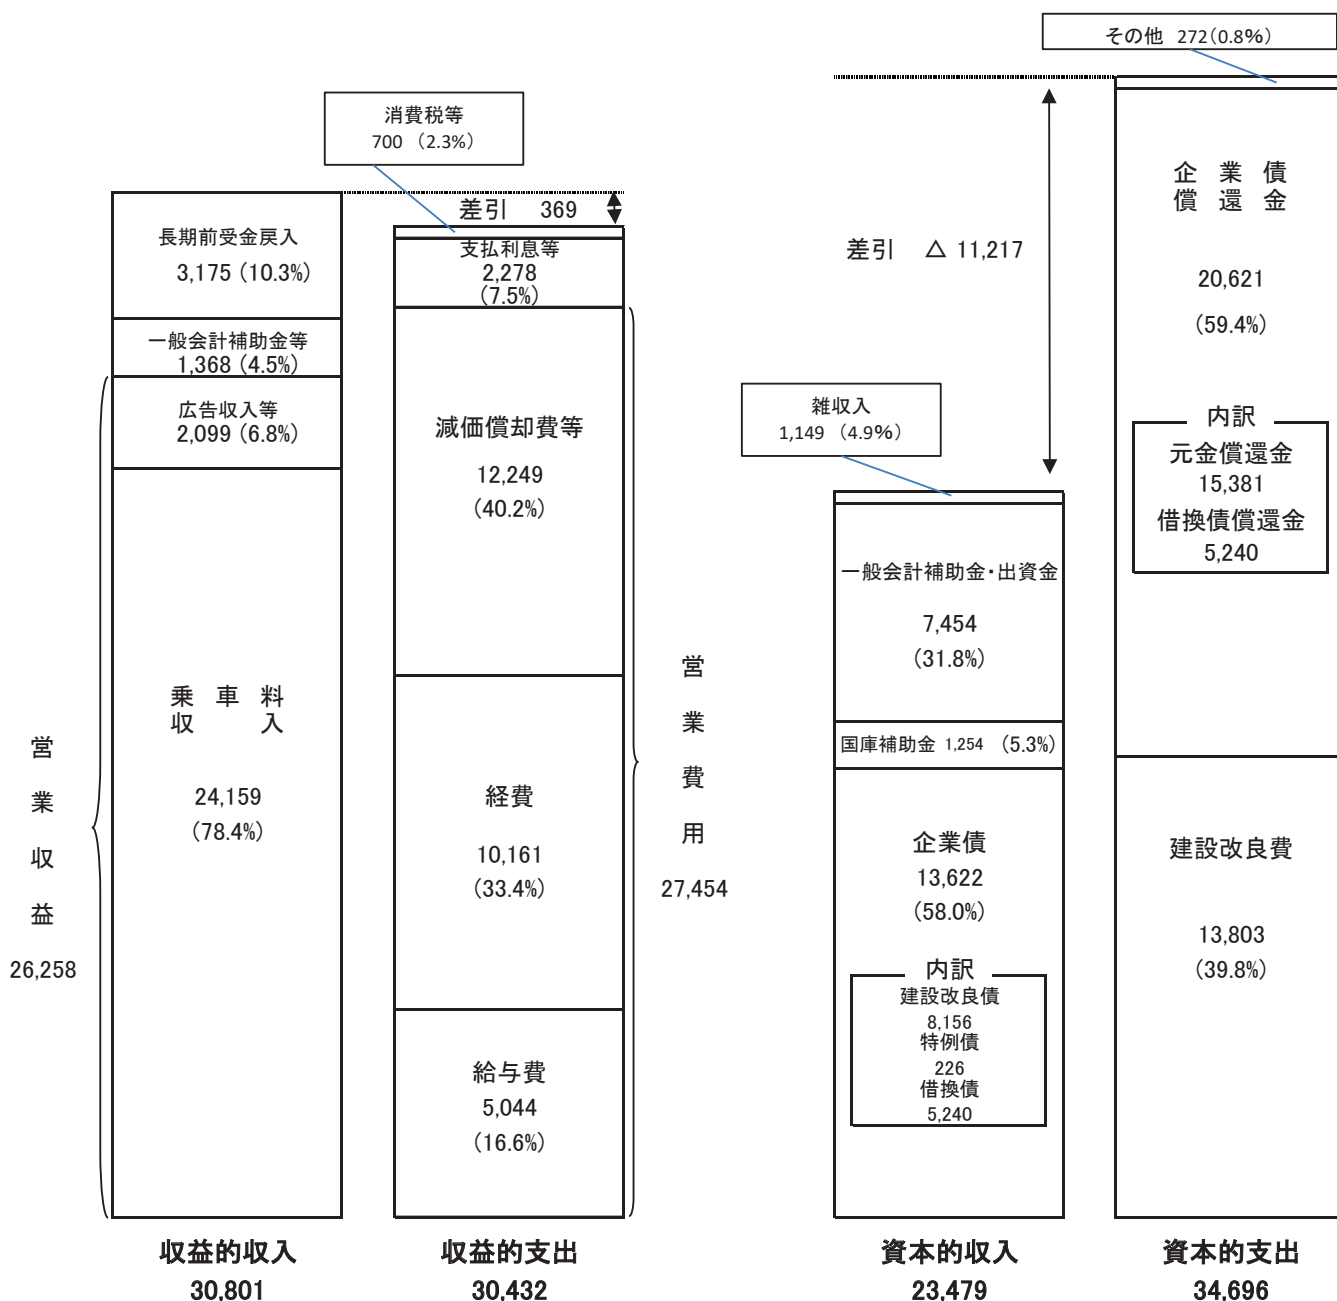 その他 272(0.8%)
消費税等
700 (2.3%)
差引 369
長期前受金戻入
3,175 (10.3%)
一般会計補助金等
1,368 (4.5%)
広告収入等
2,099 (6.8%)
乗車料
収入
24,159
(78.4%)
営業収益
26,258
支払利息等
2,278
(7.5%)
減価償却費等
12,249
(40.2%)
経費
10,161
(33.4%)
給与費
5,044
(16.6%)
営業費用
27,454
差引 △ 11,217
雑収入
1,149 (4.9%)
一般会計補助金・出資金
7,454
(31.8%)
国庫補助金 1,254 (5.3%)
企業債
13,622
(58.0%)
内訳
建設改良債
8,156
特例債
226
借換債
5,240
企業債
償還金
20,621
(59.4%)
内訳
元金償還金
15,381
借換債償還金
5,240
建設改良費
13,803
(39.8%)
収益的収入
30,801
収益的支出
30,432
資本的収入
23,479
資本的支出
34,696